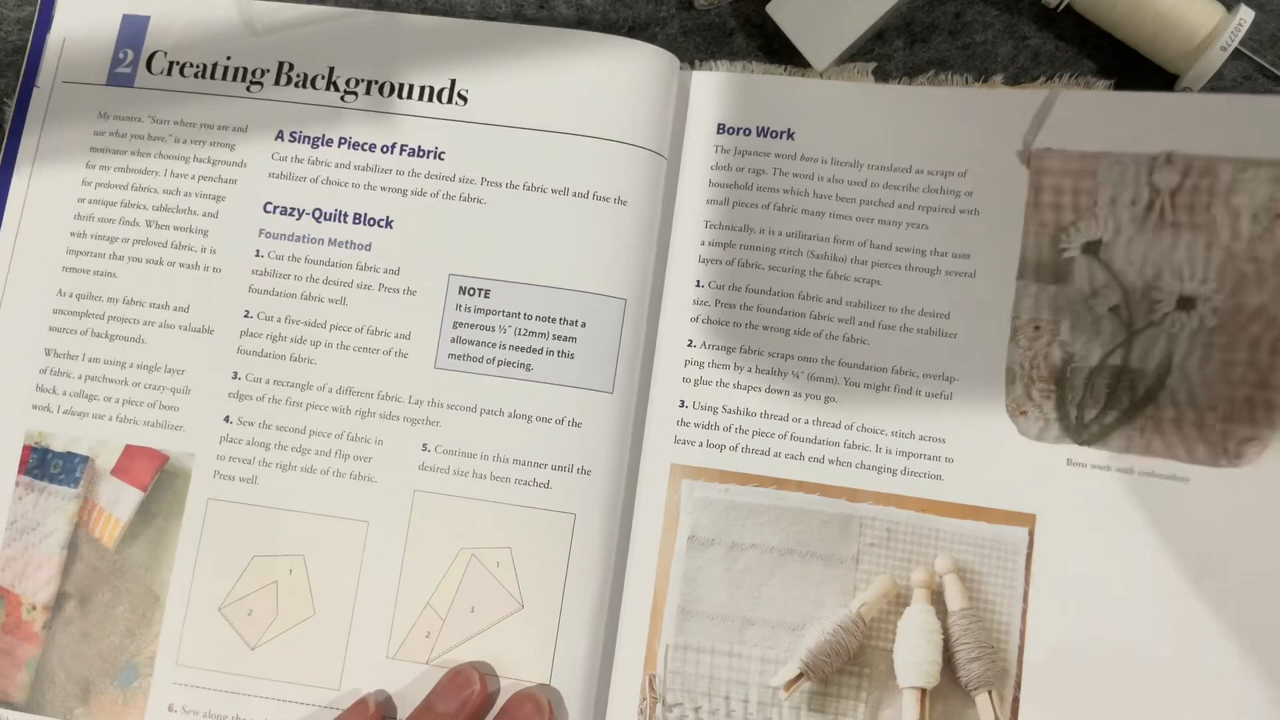 2 Creating Backgrounds
My mantra, "Start where you are and
use what you have," is a very strong
motivator when choosing backgrounds
for my embroidery. I have a penchant
for preloved fabrics, such as vintage
or antique fabrics, tablecloths, and
thrift store finds. When working
with vintage or preloved fabric, it is
important that you soak or wash it to
remove stains.
As a quilter, my fabric stash and
uncompleted projects are also valuable
sources of backgrounds.
Whether I am using a single layer
of fabric, a patchwork or crazy-quilt
block, a collage, or a piece of boro
work, I always use a fabric stabilizer.
A Single Piece of Fabric
Cut the fabric and stabilizer to the desired size. Press the fabric well and fuse the
stabilizer of choice to the wrong side of the fabric.
Crazy-Quilt Block
Foundation Method
1. Cut the foundation fabric and
stabilizer to the desired size. Press the
foundation fabric well.
2. Cut a five-sided piece of fabric and
place right side up in the center of the
foundation fabric.
NOTE
It is important to note that a
generous ½˝ (12mm) seam
allowance is needed in this
method of piecing.
3. Cut a rectangle of a different fabric. Lay this second patch along one of the
edges of the first piece with right sides together.
4. Sew the second piece of fabric in
place along the edge and flip over
to reveal the right side of the fabric.
Press well.
5. Continue in this manner until the
desired size has been reached.
1
2
1
3
2
6. Sew along the
Boro Work
The Japanese word boro is literally translated as scraps of
cloth or rags. The word is also used to describe clothing or
household items which have been patched and repaired with
small pieces of fabric many times over many years
Technically, it is a utilitarian form of hand sewing that uses
a simple running stitch (Sashiko) that pierces through several
layers of fabric, securing the fabric scraps.
1. Cut the foundation fabric and stabilizer to the desired
size. Press the foundation fabric well and fuse the stabilizer
of choice to the wrong side of the fabric.
2. Arrange fabric scraps onto the foundation fabric, overlap-
ping them by a healthy ¼˝ (6mm). You might find it useful
to glue the shapes down as you go.
3. Using Sashiko thread or a thread of choice, stitch across
the width of the piece of foundation fabric. It is important to
leave a loop of thread at each end when changing direction.
Boro work with embroidery